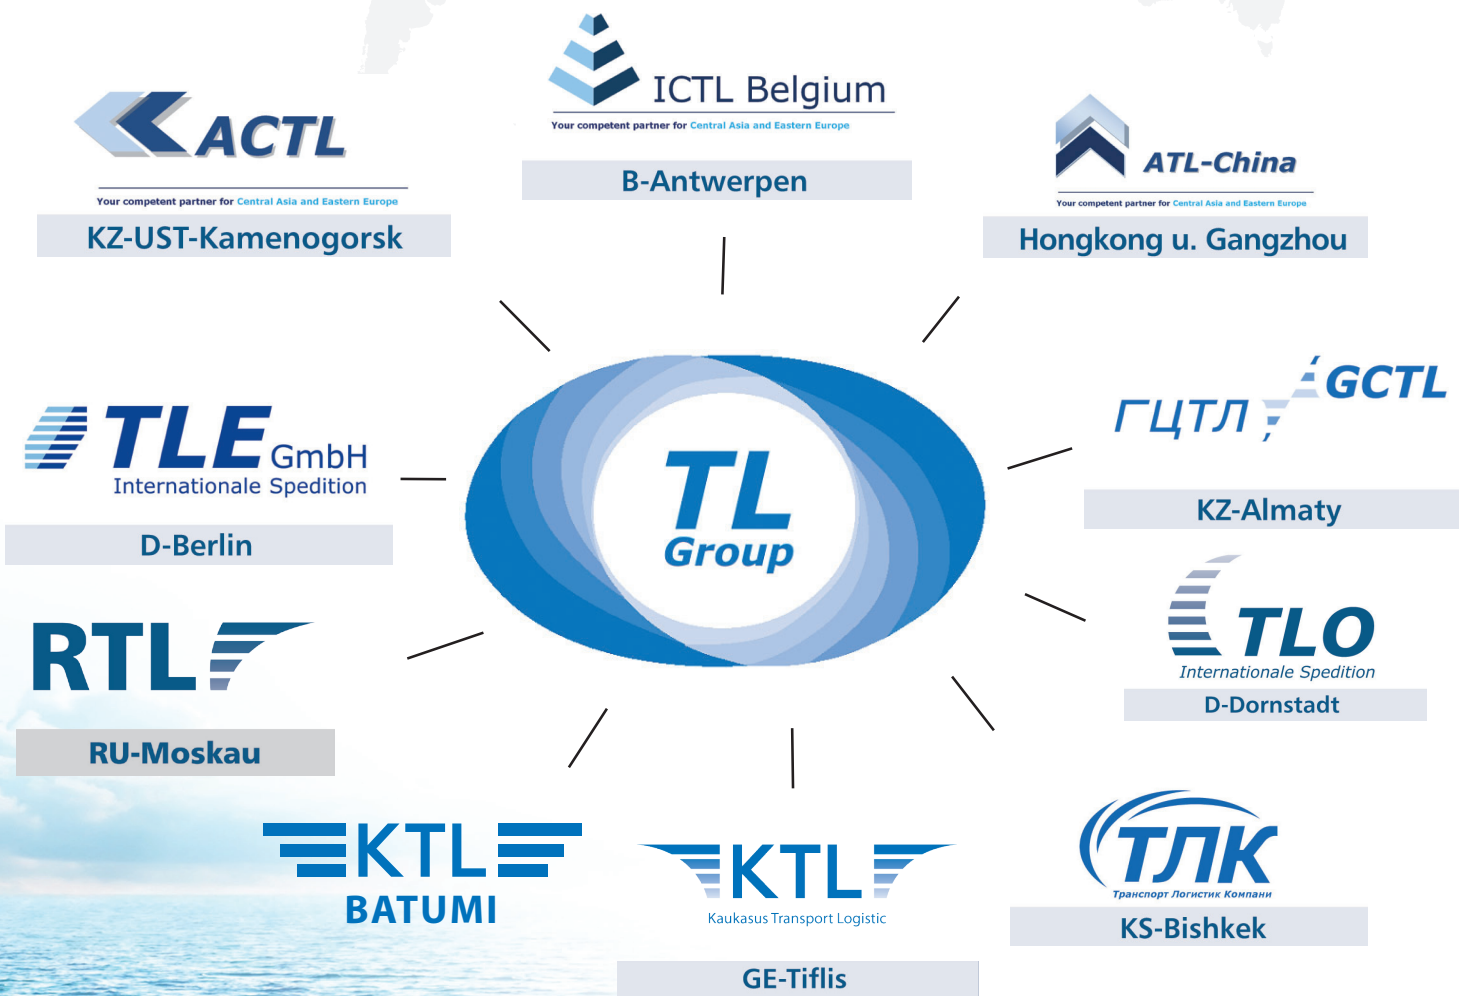 ICTL Belgium
Your competent partner for Central Asia and Eastern Europe
B-Antwerpen
ACTL
Your competent partner for Central Asia and Eastern Europe
KZ-UST-Kamenogorsk
ATL-China
Your competent partner for Central Asia and Eastern Europe
Hongkong u. Gangzhou
TLE GmbH
Internationale Spedition
D-Berlin
TL
Group
GCTL
ГЦТЛ
KZ-Almaty
RTL
RU-Moskau
TLO
Internationale Spedition
D-Dornstadt
KTL
BATUMI
KTL
Kaukasus Transport Logistic
GE-Tiflis
ТЛК
Транспорт Логистик Компани
KS-Bishkek